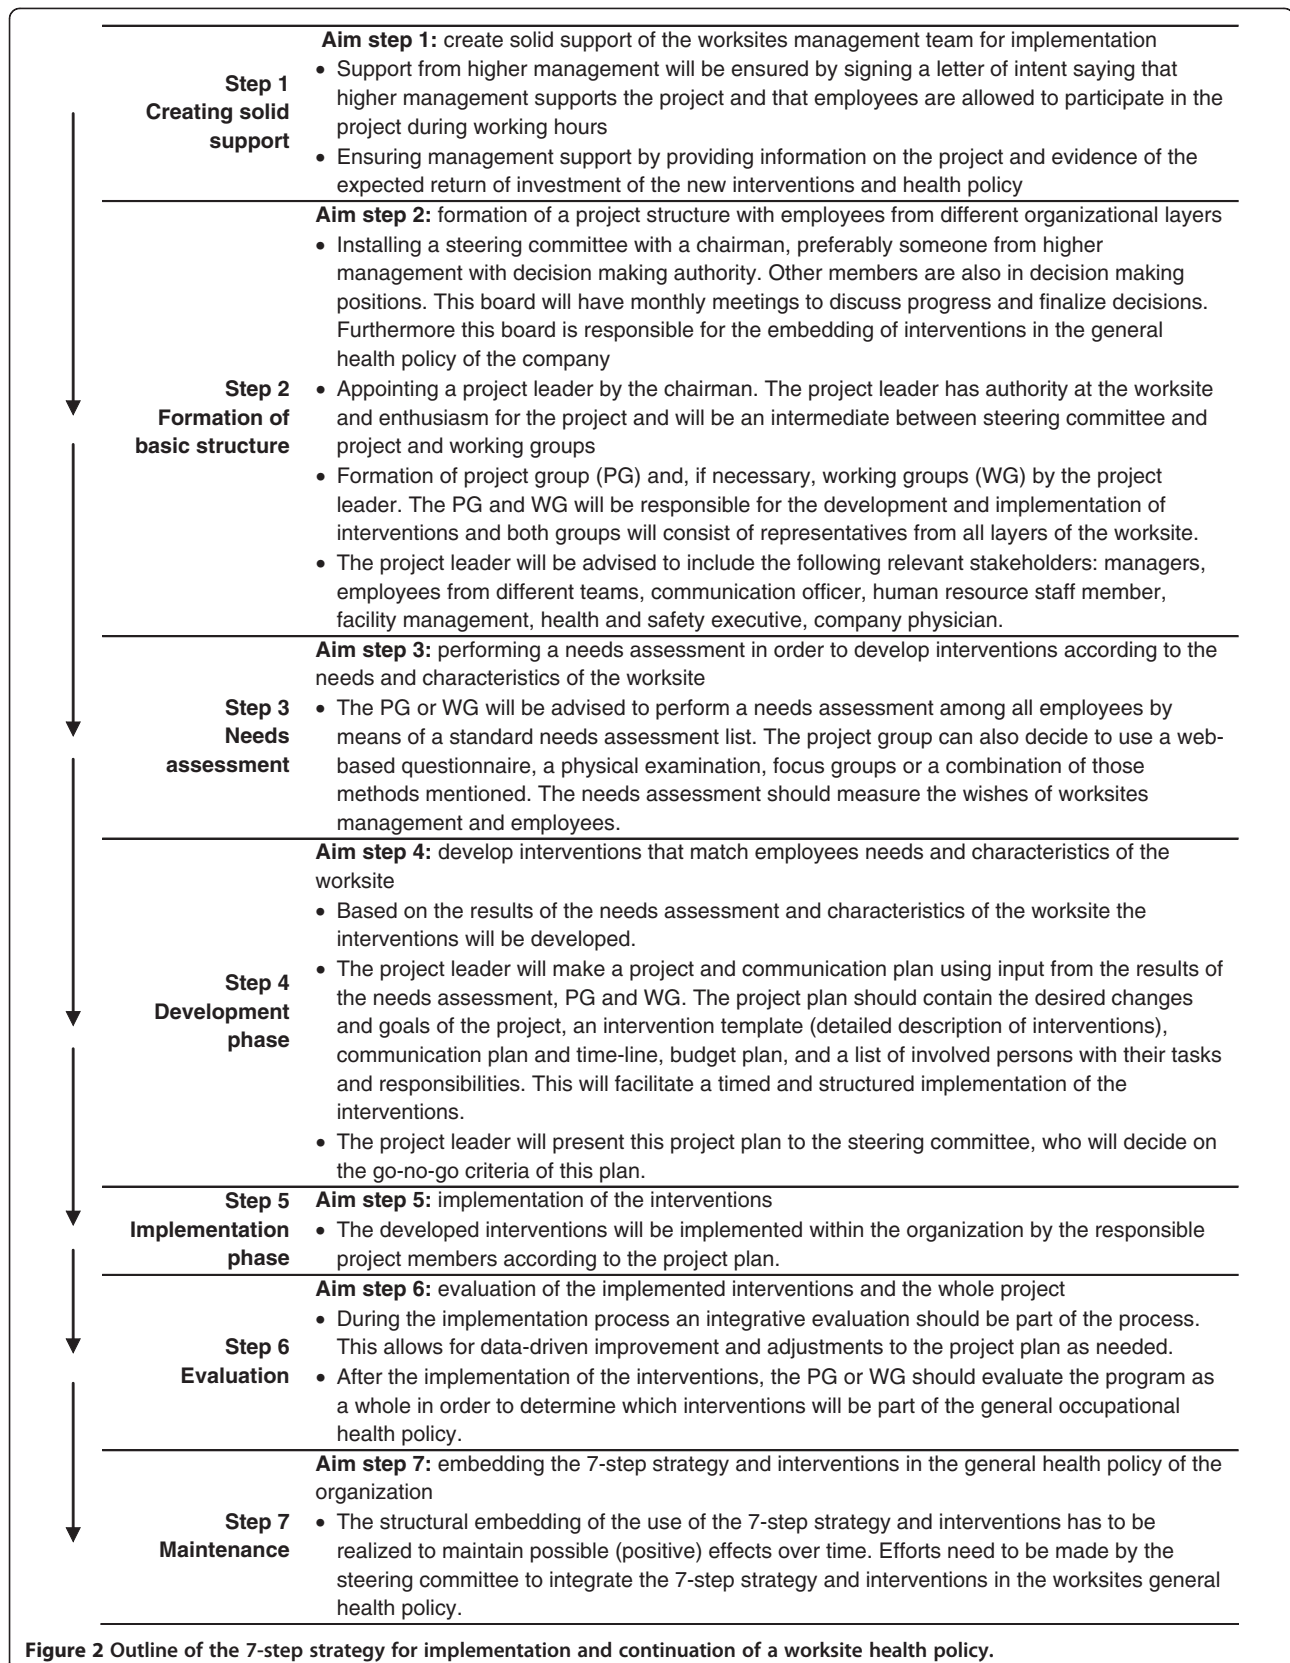 Aim step 1: create solid support of the worksites management team for implementation
Step 1
Creating solid
support
• Support from higher management will be ensured by signing a letter of intent saying that
higher management supports the project and that employees are allowed to participate in the
project during working hours
• Ensuring management support by providing information on the project and evidence of the
expected return of investment of the new interventions and health policy
Aim step 2: formation of a project structure with employees from different organizational layers
Step 2
Formation of
basic structure
• Installing a steering committee with a chairman, preferably someone from higher
management with decision making authority. Other members are also in decision making
positions. This board will have monthly meetings to discuss progress and finalize decisions.
Furthermore this board is responsible for the embedding of interventions in the general
health policy of the company
• Appointing a project leader by the chairman. The project leader has authority at the worksite
and enthusiasm for the project and will be an intermediate between steering committee and
project and working groups
• Formation of project group (PG) and, if necessary, working groups (WG) by the project
leader. The PG and WG will be responsible for the development and implementation of
interventions and both groups will consist of representatives from all layers of the worksite.
• The project leader will be advised to include the following relevant stakeholders: managers,
employees from different teams, communication officer, human resource staff member,
facility management, health and safety executive, company physician.
Aim step 3: performing a needs assessment in order to develop interventions according to the
needs and characteristics of the worksite
Step 3
Needs
assessment
• The PG or WG will be advised to perform a needs assessment among all employees by
means of a standard needs assessment list. The project group can also decide to use a web-
based questionnaire, a physical examination, focus groups or a combination of those
methods mentioned. The needs assessment should measure the wishes of worksites
management and employees.
Aim step 4: develop interventions that match employees needs and characteristics of the
worksite
Step 4
Development
phase
• Based on the results of the needs assessment and characteristics of the worksite the
interventions will be developed.
• The project leader will make a project and communication plan using input from the results of
the needs assessment, PG and WG. The project plan should contain the desired changes
and goals of the project, an intervention template (detailed description of interventions),
communication plan and time-line, budget plan, and a list of involved persons with their tasks
and responsibilities. This will facilitate a timed and structured implementation of the
interventions.
• The project leader will present this project plan to the steering committee, who will decide on
the go-no-go criteria of this plan.
Step 5
Implementation
phase
Aim step 5: implementation of the interventions
• The developed interventions will be implemented within the organization by the responsible
project members according to the project plan.
Aim step 6: evaluation of the implemented interventions and the whole project
Step 6
Evaluation
• During the implementation process an integrative evaluation should be part of the process.
This allows for data-driven improvement and adjustments to the project plan as needed.
• After the implementation of the interventions, the PG or WG should evaluate the program as
a whole in order to determine which interventions will be part of the general occupational
health policy.
Aim step 7: embedding the 7-step strategy and interventions in the general health policy of the
organization
Step 7
Maintenance
• The structural embedding of the use of the 7-step strategy and interventions has to be
realized to maintain possible (positive) effects over time. Efforts need to be made by the
steering committee to integrate the 7-step strategy and interventions in the worksites general
health policy.
Figure 2 Outline of the 7-step strategy for implementation and continuation of a worksite health policy.